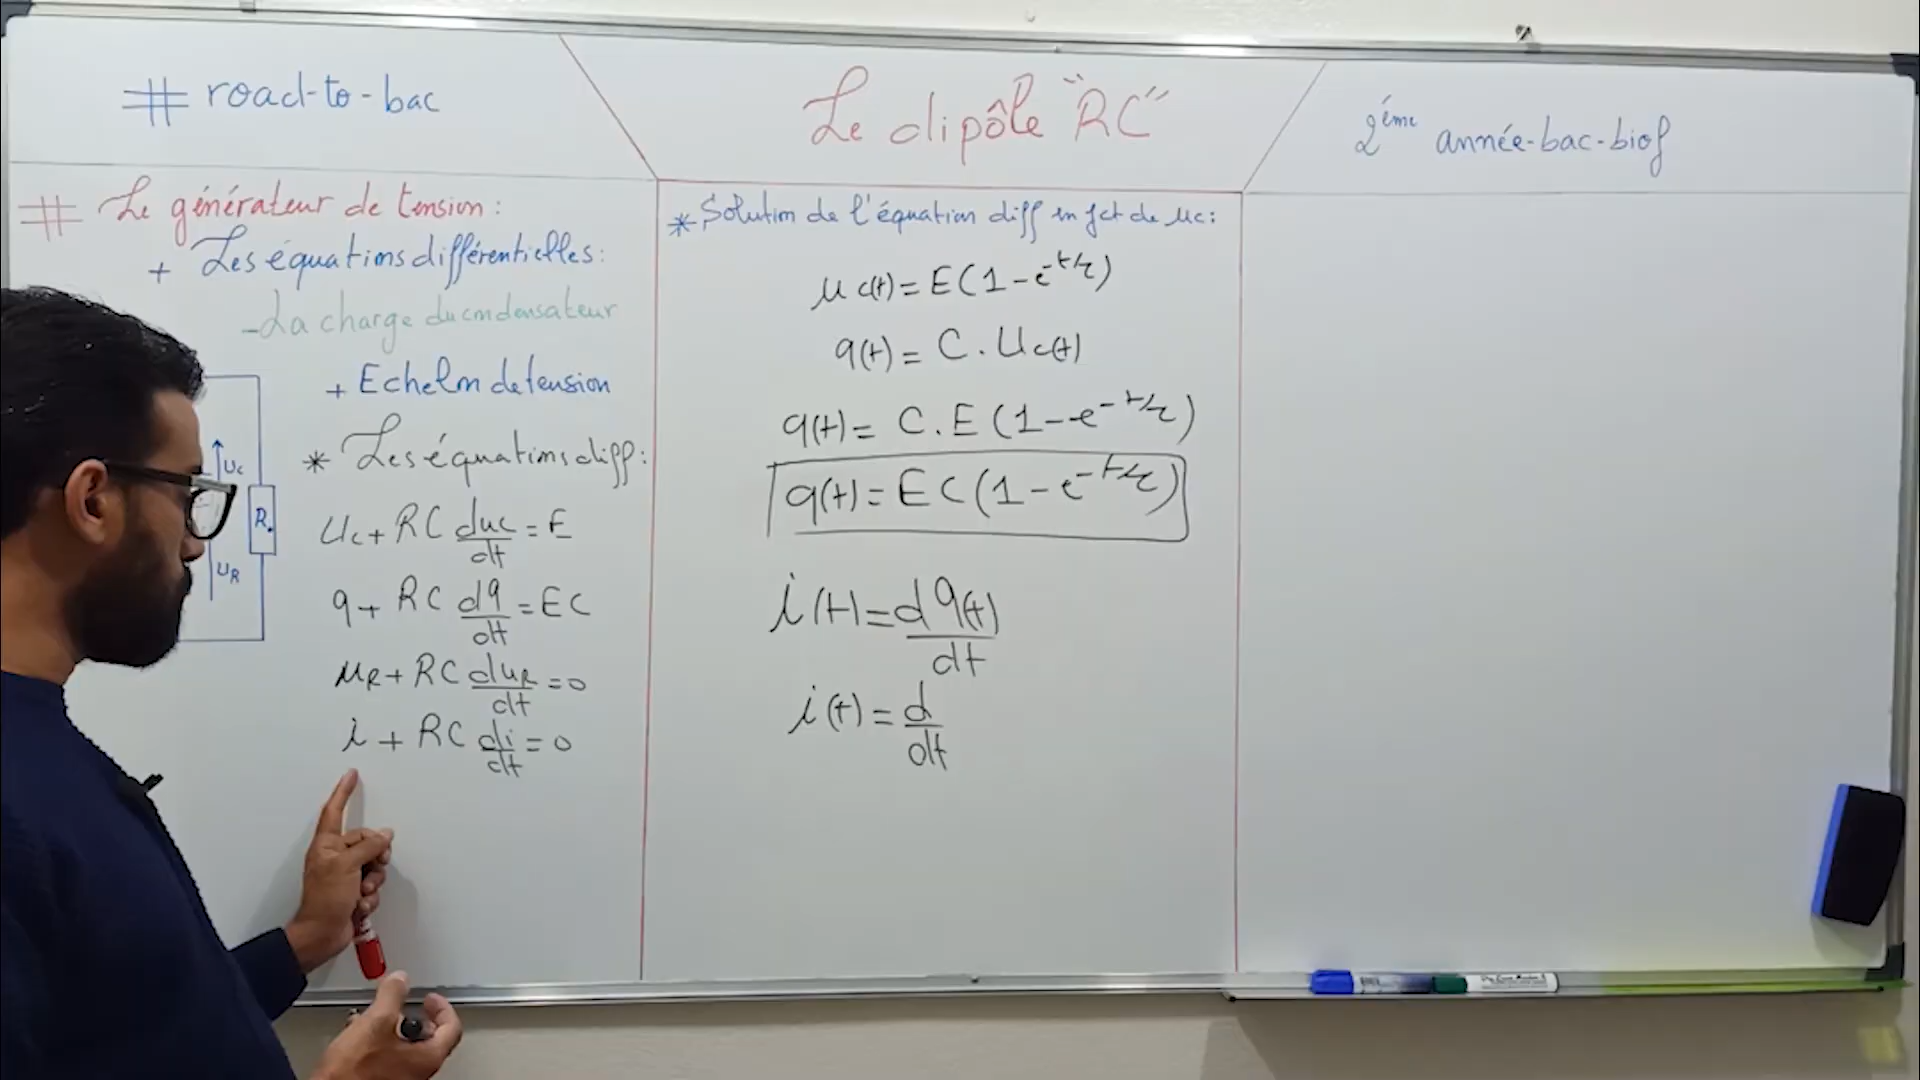 # road-to-bac
Le dipôle "RC"
2ème année-bac-biof
# Le générateur de tension :
+ Les équations différentielles :
- La charge du condensateur
+ Echelon de tension
* Les équations diff :
uc + RC duc/dt = E
q + RC dq/dt = EC
uR + RC duR/dt = 0
i + RC di/dt = 0
Uc
R
UR
* Solution de l'équation diff en fct de uc :
uc(t) = E(1 - e^-t/τ)
q(t) = C . Uc(t)
q(t) = C . E (1 - e^-t/τ)
q(t) = EC (1 - e^-t/τ)
i(t) = dq(t)/dt
i(t) = d/dt